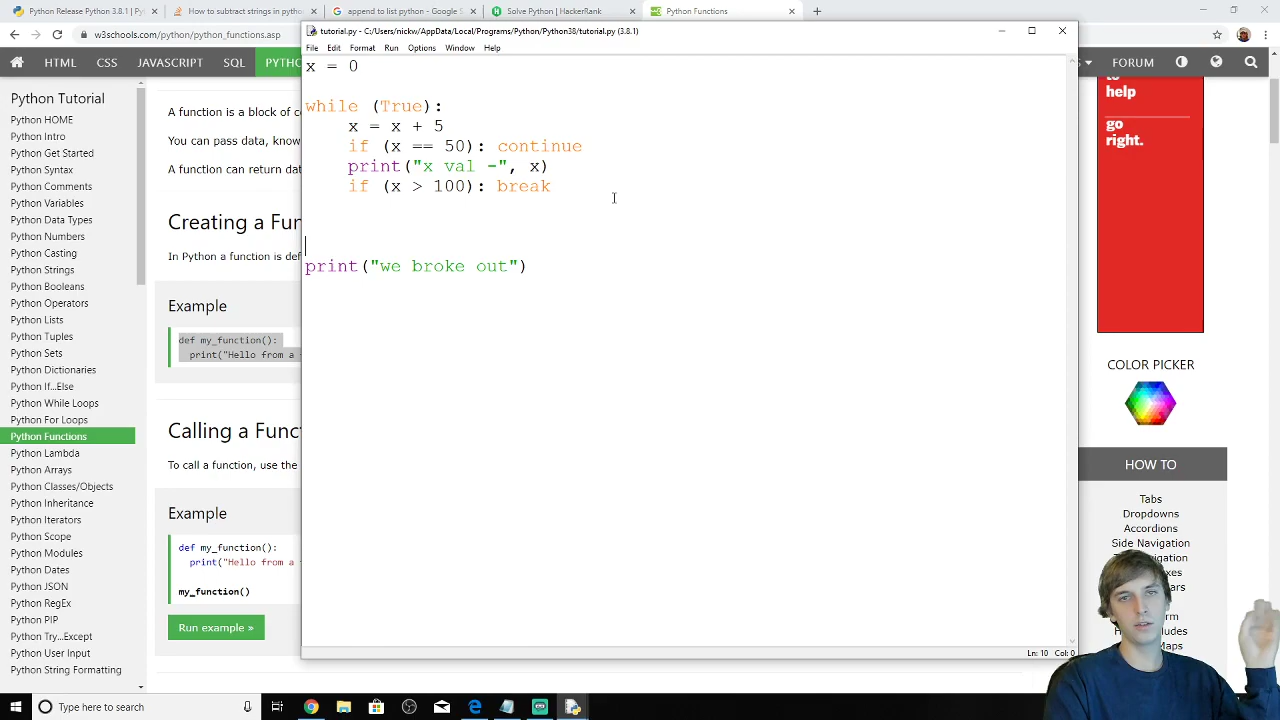 Python Release Python 3.8.1 | Py
How to subtract strings in python
append to list python - Google S
Solve Python | HackerRank
Python Functions
w3schools.com/python/python_functions.asp
tutorial.py - C:/Users/nickw/AppData/Local/Programs/Python/Python38/tutorial.py (3.8.1)
File Edit Format Run Options Window Help
HTML CSS JAVASCRIPT SQL PYTHO
FORUM
x = 0
while (True):
x = x + 5
if (x == 50): continue
print("x val -", x)
if (x > 100): break
print("we broke out")
Ln: 10 Col: 0
Python Tutorial
Python HOME
Python Intro
Python Get Started
Python Syntax
Python Comments
Python Variables
Python Data Types
Python Numbers
Python Casting
Python Strings
Python Booleans
Python Operators
Python Lists
Python Tuples
Python Sets
Python Dictionaries
Python If...Else
Python While Loops
Python For Loops
Python Functions
Python Lambda
Python Arrays
Python Classes/Objects
Python Inheritance
Python Iterators
Python Scope
Python Modules
Python Dates
Python JSON
Python RegEx
Python PIP
Python Try...Except
Python User Input
Python String Formatting
A function is a block of co
You can pass data, know
A function can return dat
Creating a Fun
In Python a function is def
Example
def my_function():
print("Hello from a
Calling a Funct
To call a function, use the
Example
def my_function():
print("Hello from a
my_function()
Run example »
to
help
go
right.
COLOR PICKER
HOW TO
Tabs
Dropdowns
Accordions
Side Navigation
Type here to search